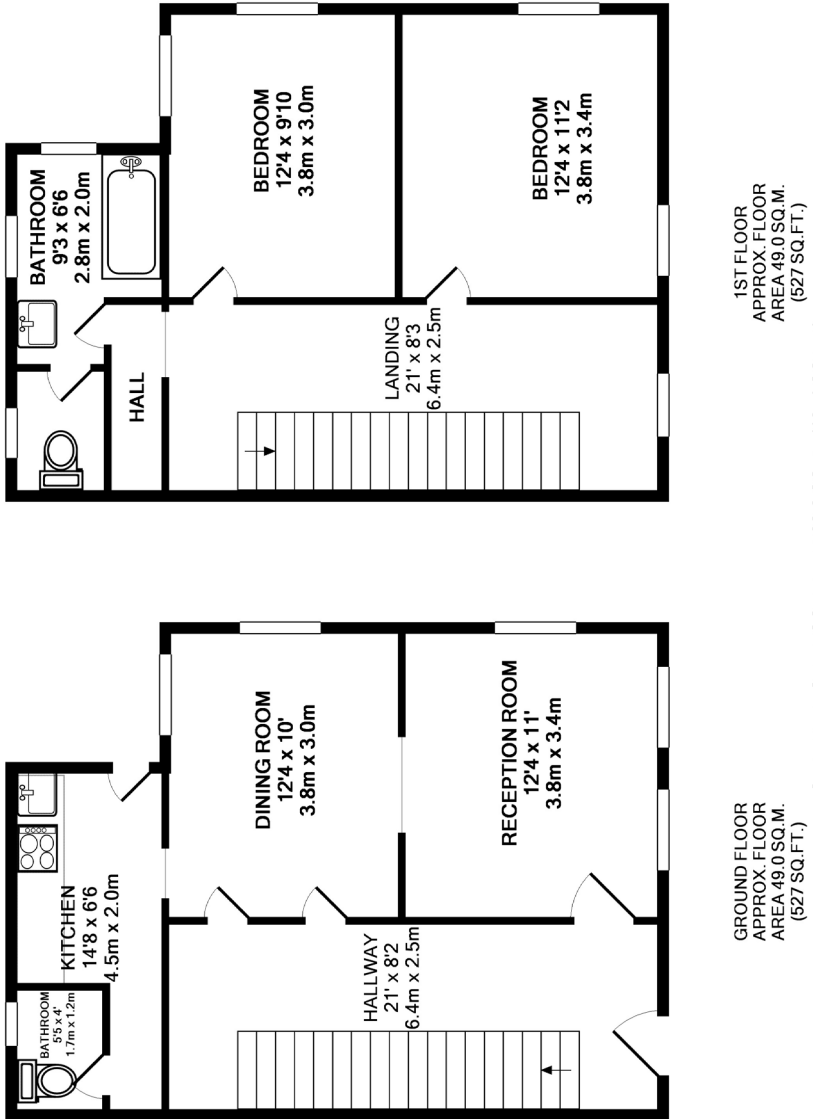 BEDROOM
12'4 x 9'10
3.8m x 3.0m
BEDROOM
12'4 x 11'2
3.8m x 3.4m
BATHROOM
9'3 x 6'6
2.8m x 2.0m
HALL
LANDING
21' x 8'3
6.4m x 2.5m
1ST FLOOR
APPROX. FLOOR
AREA 49.0 SQ.M.
(527 SQ.FT.)
DINING ROOM
12'4 x 10'
3.8m x 3.0m
RECEPTION ROOM
12'4 x 11'
3.8m x 3.4m
KITCHEN
14'8 x 6'6
4.5m x 2.0m
BATHROOM
5'5 x 4'
1.7m x 1.2m
HALLWAY
21' x 8'2
6.4m x 2.5m
GROUND FLOOR
APPROX. FLOOR
AREA 49.0 SQ.M.
(527 SQ.FT.)